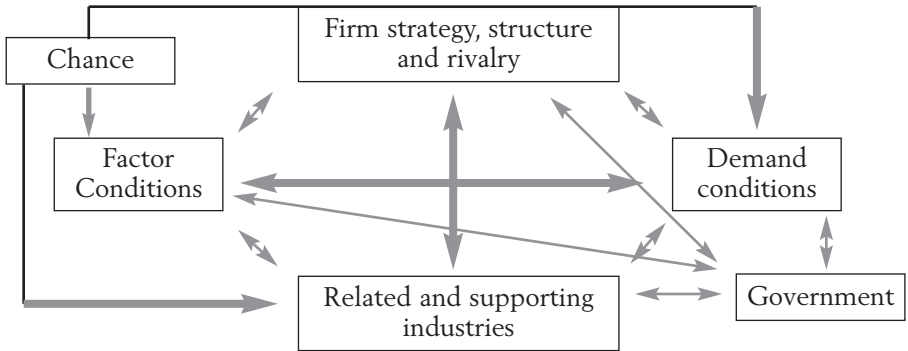 Firm strategy, structure
and rivalry
Chance
Factor
Conditions
Demand
conditions
Related and supporting
industries
Government